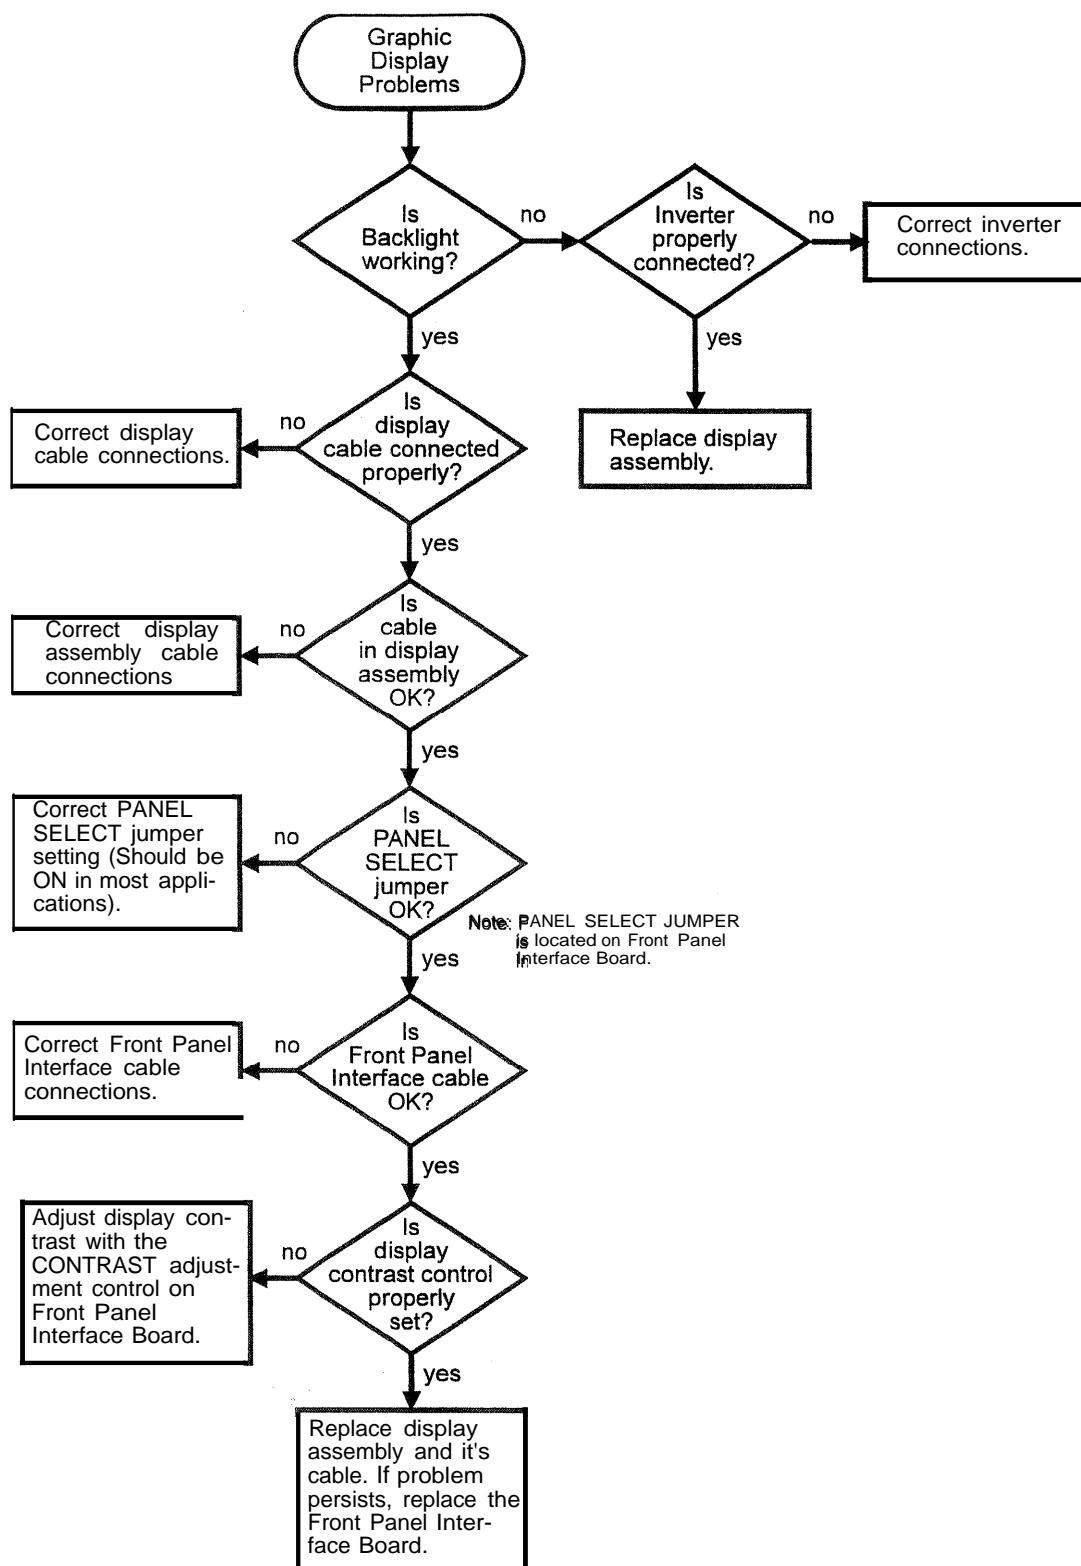 Graphic
Display
Problems
Is
Backlight
working?
no
Is
Inverter
properly
connected?
no
Correct inverter
connections.
yes
yes
Is
display
cable connected
properly?
no
Correct display
cable connections.
Replace display
assembly.
yes
Is
cable
in display
assembly
OK?
no
Correct display
assembly cable
connections
yes
Is
PANEL
SELECT
jumper
OK?
no
Correct PANEL
SELECT jumper
setting (Should be
ON in most appli-
cations).
Note: PANEL SELECT JUMPER
is located on Front Panel
Interface Board.
yes
Is
Front Panel
Interface cable
OK?
no
Correct Front Panel
Interface cable
connections.
yes
Is
display
contrast control
properly
set?
no
Adjust display con-
trast with the
CONTRAST adjust-
ment control on
Front Panel
Interface Board.
yes
Replace display
assembly and it's
cable. If problem
persists, replace the
Front Panel Inter-
face Board.